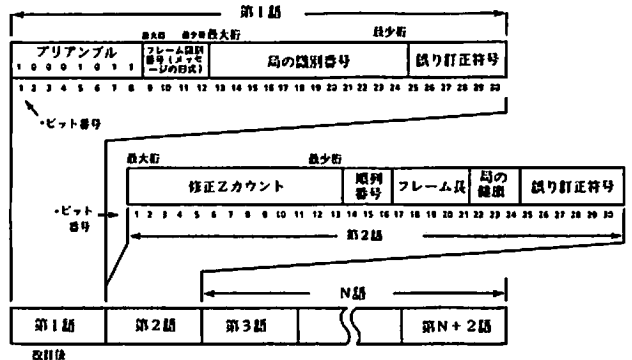 第1語
最大桁 最少桁 最大桁 最少桁
プリアンブル
1 0 0 0 1 0 1 1
フレーム識別
番号(メッセ
ージの日式)
局の識別番号
誤り訂正符号
1 2 3 4 5 6 7 8 9 10 11 12 13 14 15 16 17 18 19 20 21 22 23 24 25 26 27 28 29 30
・ビット番号
最大桁 最少桁
修正Zカウント
順列
番号
フレーム長
局の
健康
誤り訂正符号
・ビット
番号
1 2 3 4 5 6 7 8 9 10 11 12 13 14 15 16 17 18 19 20 21 22 23 24 25 26 27 28 29 30
第2語
N語
第1語 第2語 第3語 第N+2語
改訂後